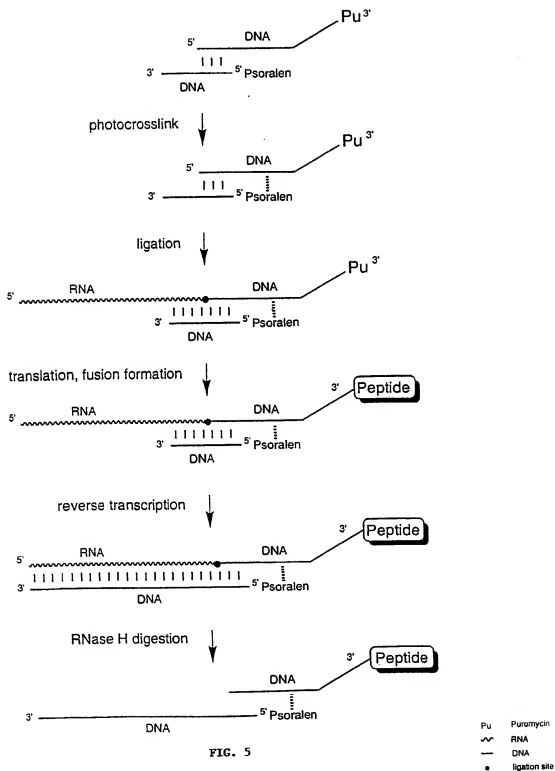 Pu 3'
DNA
5'
3' 5' Psoralen
DNA
photocrosslink
Pu 3'
DNA
5'
3' 5' Psoralen
ligation
Pu 3'
RNA DNA
5'
3' 5' Psoralen
DNA
translation, fusion formation
3' Peptide
RNA DNA
5'
3' 5' Psoralen
DNA
reverse transcription
3' Peptide
RNA DNA
5'
3' 5' Psoralen
DNA
RNase H digestion
3' Peptide
DNA
3' 5' Psoralen
DNA
FIG. 5
Pu Puromycin
RNA
DNA
ligation site